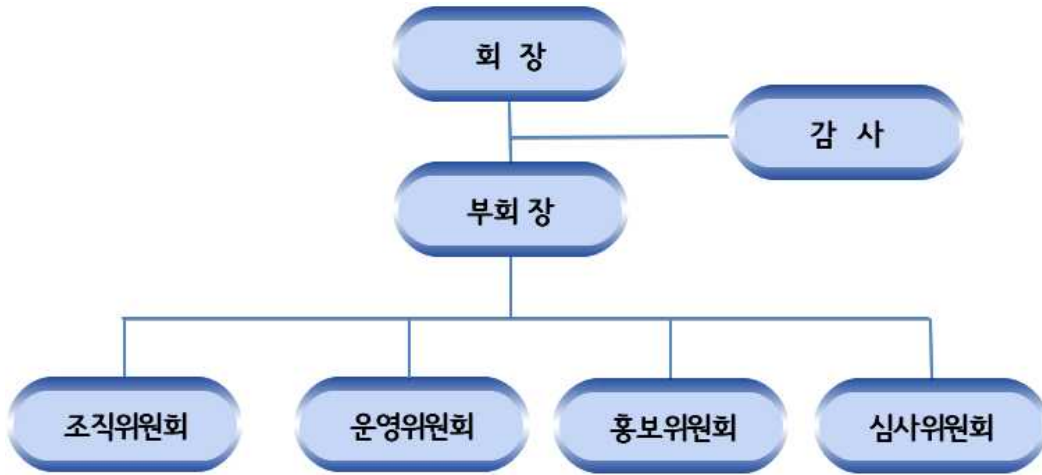 회 장
감 사
부회 장
조직위원회
운영위원회
홍보위원회
심사위원회